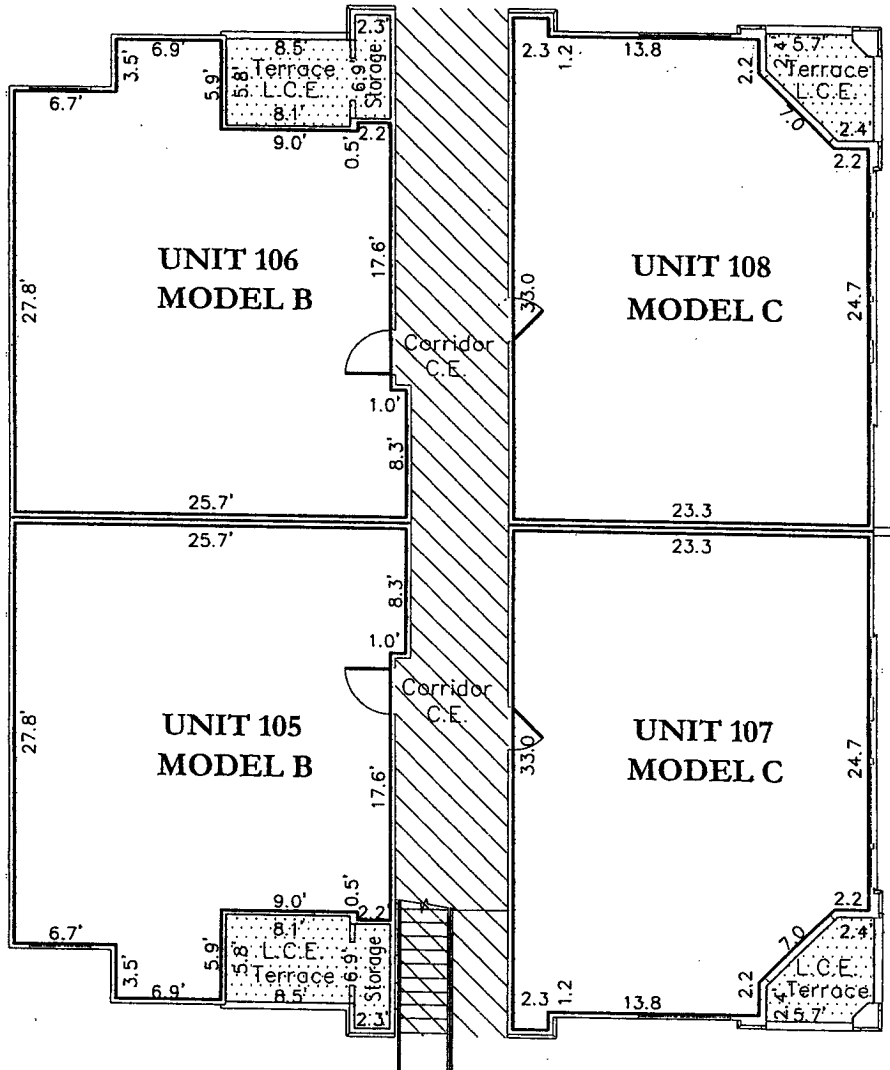 2.3'
6.9'
8.5'
2.3
1.2
13.8
5.7'
3.5'
5.9'
5.8'
Terrace
L.C.E.
6.9'
Storage
2.2
2.4'
Terrace
L.C.E.
6.7'
8.1'
7.0
2.4'
9.0'
0.5'
2.2'
2.2
UNIT 106
MODEL B
17.6'
27.8'
UNIT 108
MODEL C
33.0
24.7
Corridor
C.E.
1.0'
8.3'
25.7'
23.3
25.7'
23.3
8.3'
1.0'
Corridor
C.E.
UNIT 105
MODEL B
27.8'
17.6'
UNIT 107
MODEL C
33.0
24.7
9.0'
0.5'
2.2'
2.2
6.7'
8.1'
L.C.E.
Terrace
7.0
2.4'
3.5'
5.9'
5.8'
6.9'
Storage
2.2
L.C.E.
Terrace
6.9'
8.5'
2.3'
2.3
1.2
13.8
2.4'
5.7'